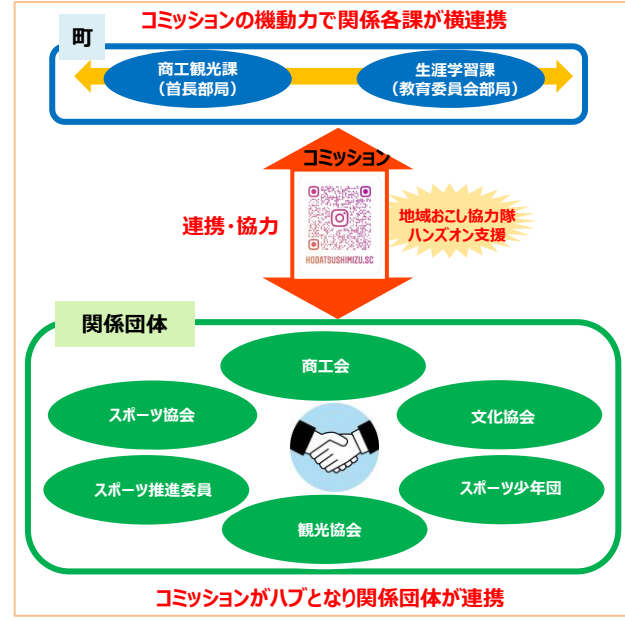 コミッションの機動力で関係各課が横連携
町
商工観光課
（首長部局）
生涯学習課
（教育委員会部局）
コミッション
連携・協力
HODATSUSHIMIZU.SC
地域おこし協力隊
ハンズオン支援
関係団体
商工会
スポーツ協会
文化協会
スポーツ推進委員
スポーツ少年団
観光協会
コミッションがハブとなり関係団体が連携